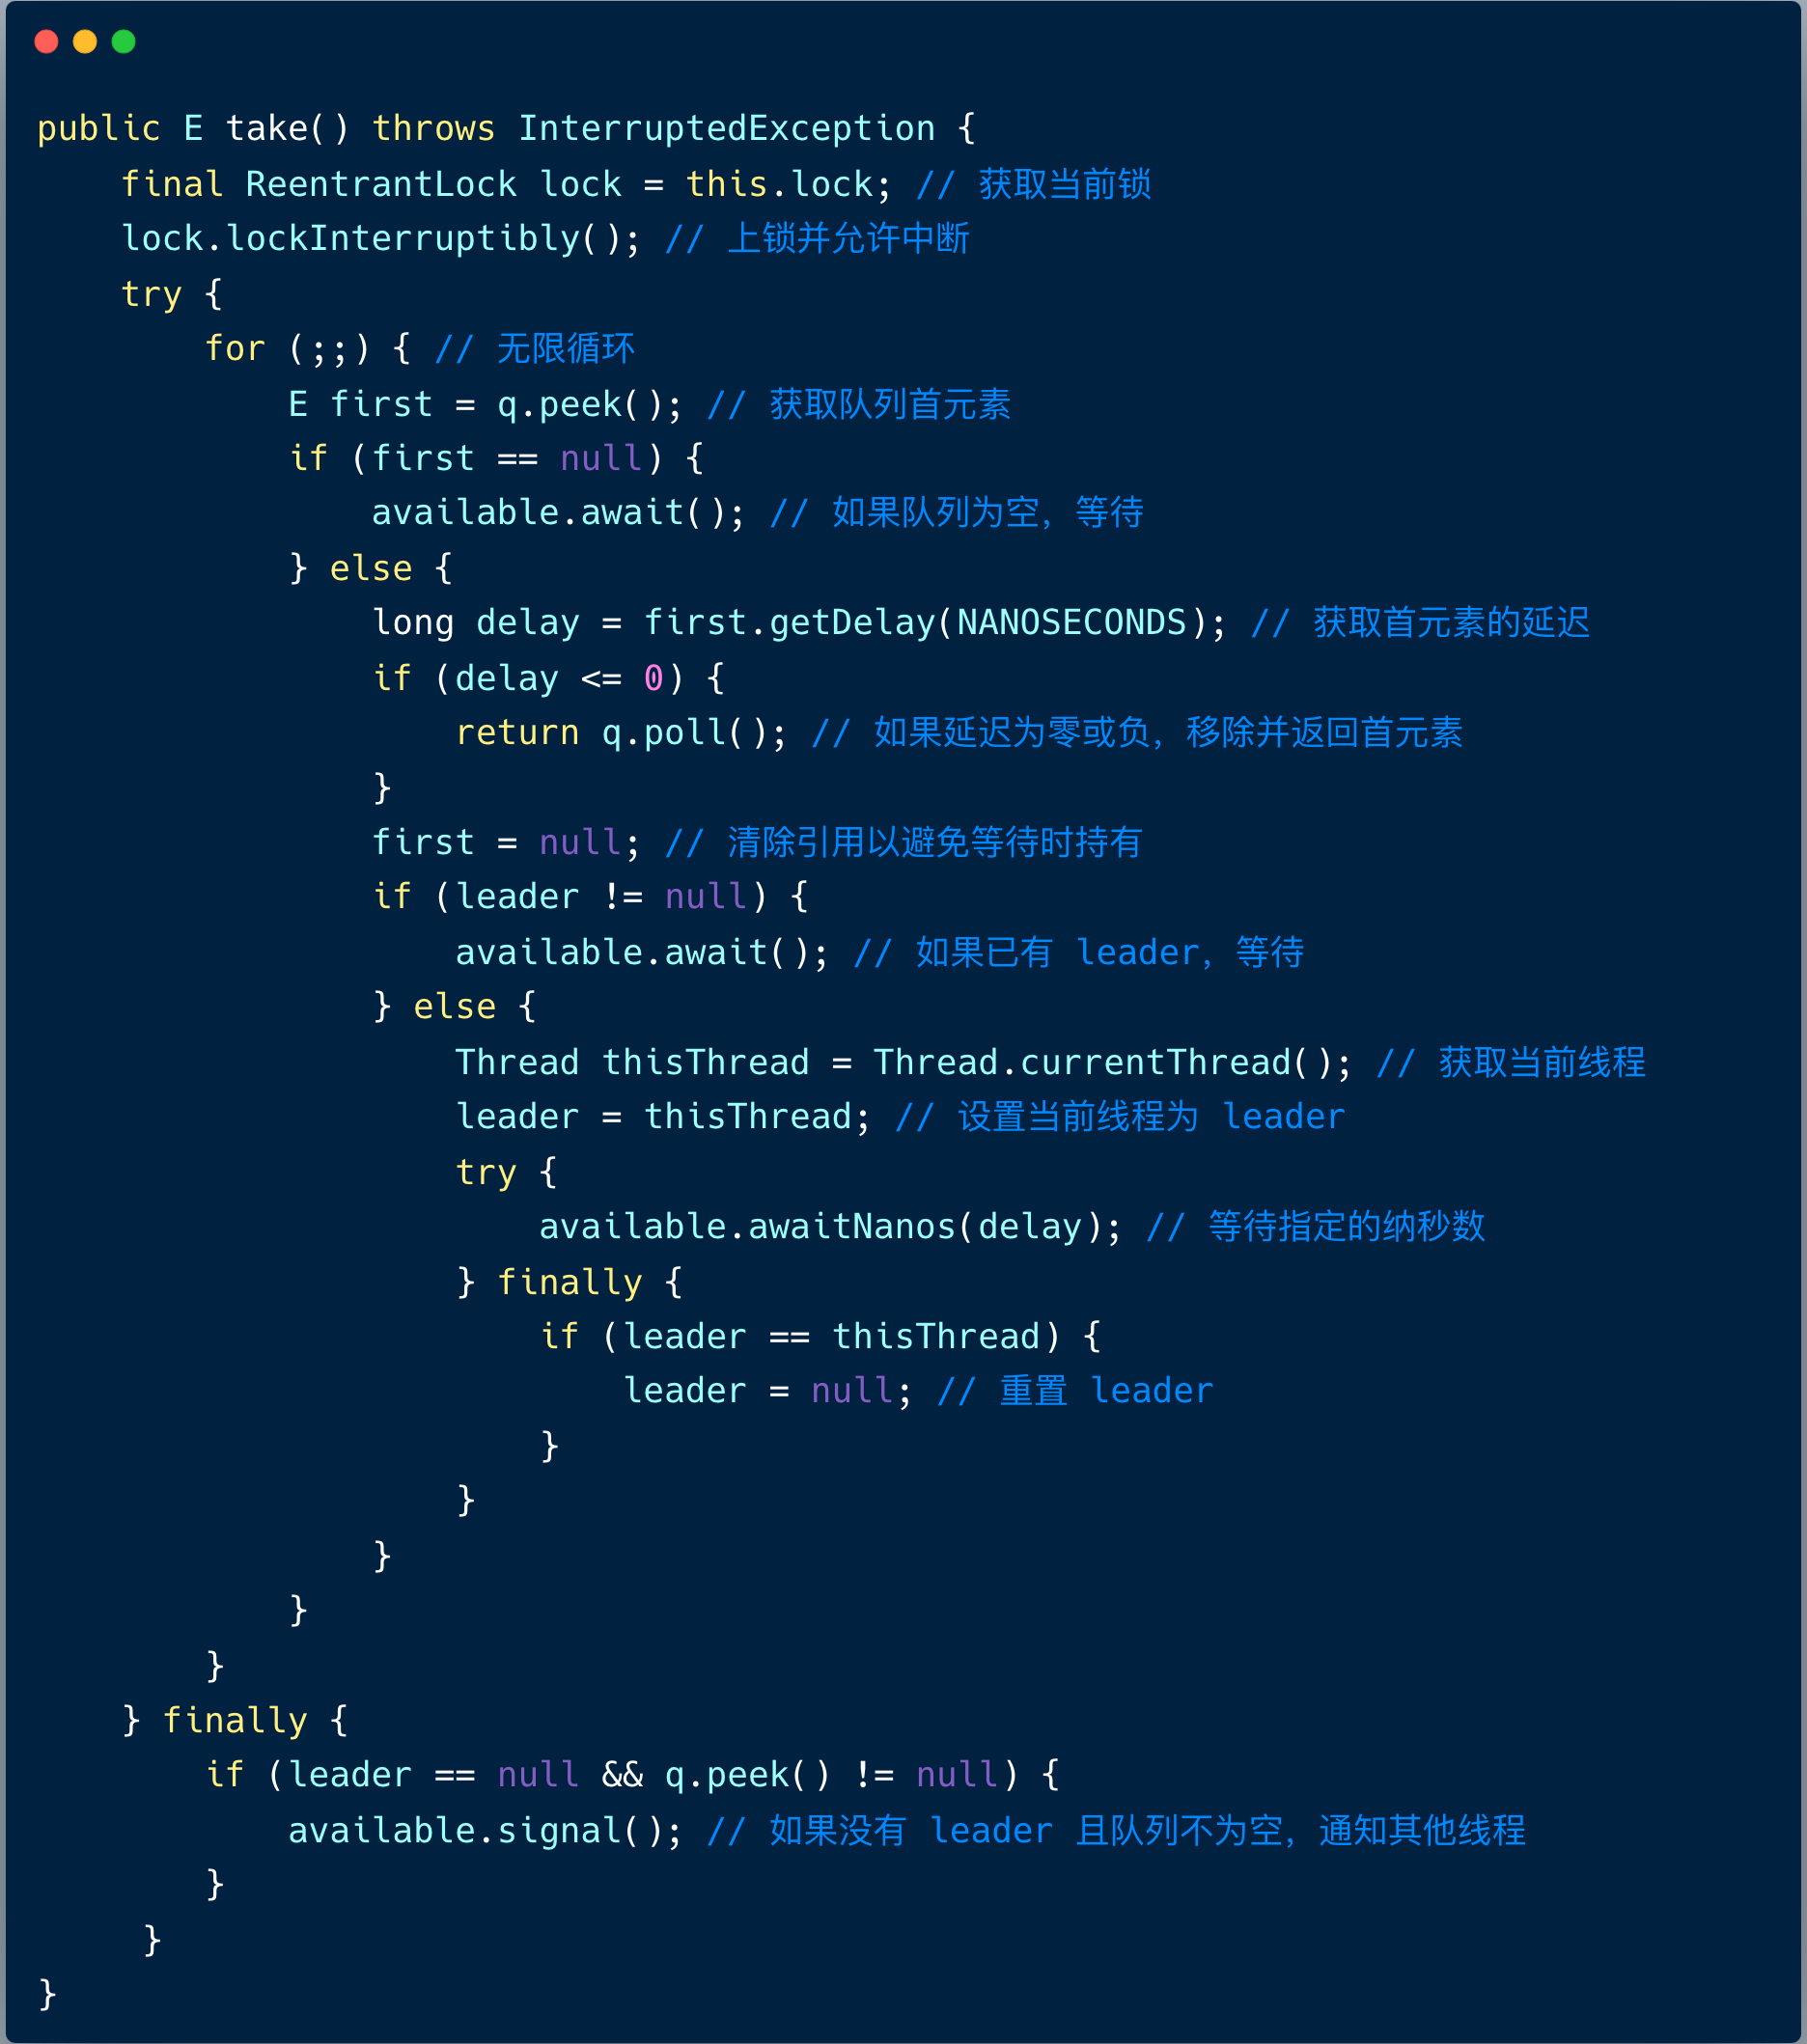 public E take() throws InterruptedException {
    final ReentrantLock lock = this.lock; // 获取当前锁
    lock.lockInterruptibly(); // 上锁并允许中断
    try {
        for (;;) { // 无限循环
            E first = q.peek(); // 获取队列首元素
            if (first == null) {
                available.await(); // 如果队列为空，等待
            } else {
                long delay = first.getDelay(NANOSECONDS); // 获取首元素的延迟
                if (delay <= 0) {
                    return q.poll(); // 如果延迟为零或负，移除并返回首元素
                }
                first = null; // 清除引用以避免等待时持有
                if (leader != null) {
                    available.await(); // 如果已有 leader，等待
                } else {
                    Thread thisThread = Thread.currentThread(); // 获取当前线程
                    leader = thisThread; // 设置当前线程为 leader
                    try {
                        available.awaitNanos(delay); // 等待指定的纳秒数
                    } finally {
                        if (leader == thisThread) {
                            leader = null; // 重置 leader
                        }
                    }
                }
            }
        }
    } finally {
        if (leader == null && q.peek() != null) {
            available.signal(); // 如果没有 leader 且队列不为空，通知其他线程
        }
     }
}